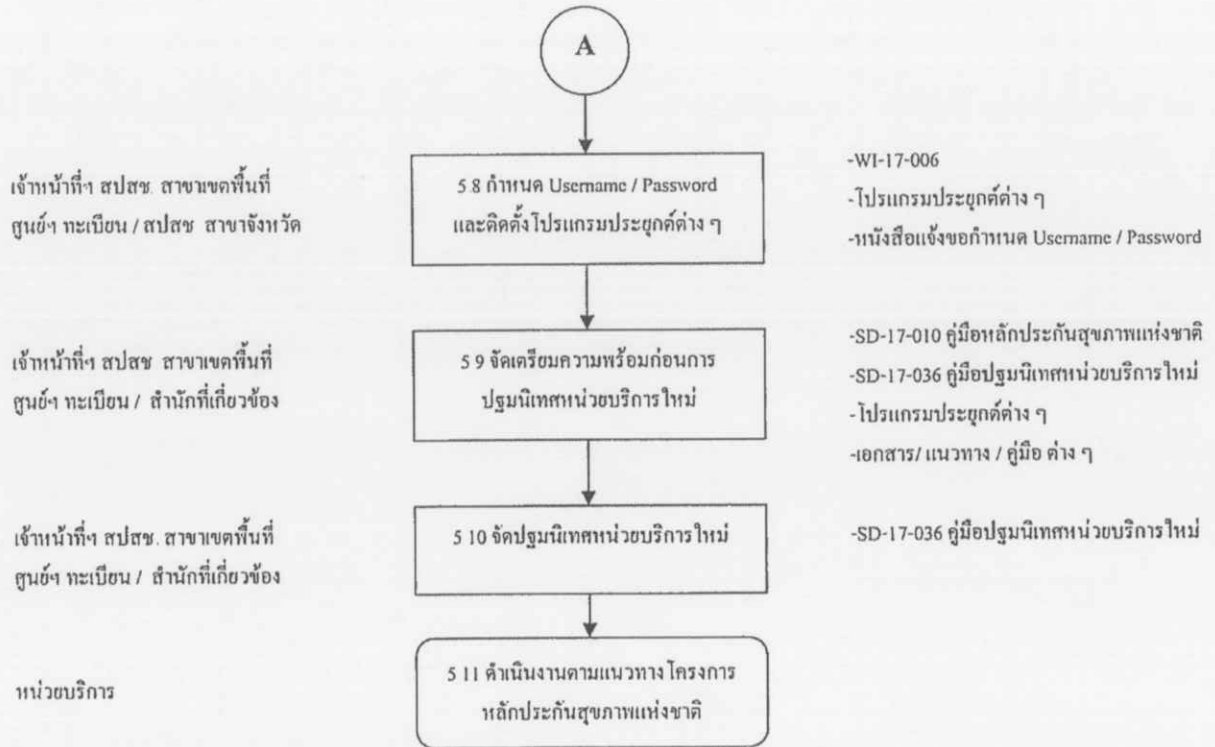 A
เจ้าหน้าที่ฯ สปสช. สาขาเขตพื้นที่
ศูนย์ฯ ทะเบียน / สปสช สาขาจังหวัด
5 8 กำหนด Username / Password
และติดตั้งโปรแกรมประยุกต์ต่าง ๆ
-WI-17-006
-โปรแกรมประยุกต์ต่าง ๆ
-หนังสือแจ้งขอกำหนด Username / Password
เจ้าหน้าที่ฯ สปสช สาขาเขตพื้นที่
ศูนย์ฯ ทะเบียน / สำนักที่เกี่ยวข้อง
5 9 จัดเตรียมความพร้อมก่อนการ
ปฐมนิเทศหน่วยบริการใหม่
-SD-17-010 คู่มือหลักประกันสุขภาพแห่งชาติ
-SD-17-036 คู่มือปฐมนิเทศหน่วยบริการใหม่
-โปรแกรมประยุกต์ต่าง ๆ
-เอกสาร/ แนวทาง / คู่มือ ต่าง ๆ
เจ้าหน้าที่ฯ สปสช. สาขาเขตพื้นที่
ศูนย์ฯ ทะเบียน / สำนักที่เกี่ยวข้อง
5 10 จัดปฐมนิเทศหน่วยบริการใหม่
-SD-17-036 คู่มือปฐมนิเทศหน่วยบริการใหม่
หน่วยบริการ
5 11 ดำเนินงานตามแนวทางโครงการ
หลักประกันสุขภาพแห่งชาติ